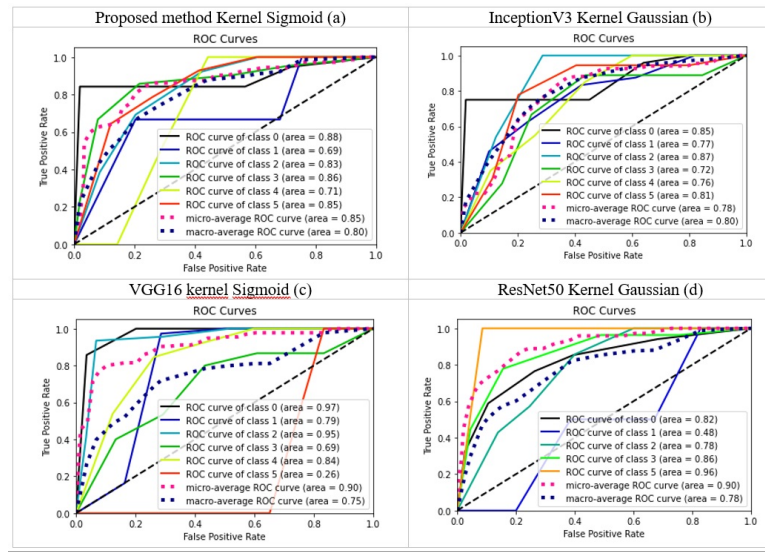 Proposed method Kernel Sigmoid (a)
ROC Curves
True Positive Rate
1.0
0.8
0.6
0.4
0.2
0.0
ROC curve of class 0 (area = 0.88)
ROC curve of class 1 (area = 0.69)
ROC curve of class 2 (area = 0.83)
ROC curve of class 3 (area = 0.86)
ROC curve of class 4 (area = 0.71)
ROC curve of class 5 (area = 0.85)
micro-average ROC curve (area = 0.85)
macro-average ROC curve (area = 0.80)
0.0 0.2 0.4 0.6 0.8 1.0
False Positive Rate
InceptionV3 Kernel Gaussian (b)
ROC Curves
True Positive Rate
1.0
0.8
0.6
0.4
0.2
0.0
ROC curve of class 0 (area = 0.85)
ROC curve of class 1 (area = 0.77)
ROC curve of class 2 (area = 0.87)
ROC curve of class 3 (area = 0.72)
ROC curve of class 4 (area = 0.76)
ROC curve of class 5 (area = 0.81)
micro-average ROC curve (area = 0.78)
macro-average ROC curve (area = 0.80)
0.0 0.2 0.4 0.6 0.8 1.0
False Positive Rate
VGG16 kernel Sigmoid (c)
ROC Curves
True Positive Rate
1.0
0.8
0.6
0.4
0.2
0.0
ROC curve of class 0 (area = 0.97)
ROC curve of class 1 (area = 0.79)
ROC curve of class 2 (area = 0.95)
ROC curve of class 3 (area = 0.69)
ROC curve of class 4 (area = 0.84)
ROC curve of class 5 (area = 0.26)
micro-average ROC curve (area = 0.90)
macro-average ROC curve (area = 0.75)
0.0 0.2 0.4 0.6 0.8 1.0
False Positive Rate
ResNet50 Kernel Gaussian (d)
ROC Curves
True Positive Rate
1.0
0.8
0.6
0.4
0.2
0.0
ROC curve of class 0 (area = 0.82)
ROC curve of class 1 (area = 0.48)
ROC curve of class 2 (area = 0.78)
ROC curve of class 3 (area = 0.86)
ROC curve of class 5 (area = 0.96)
micro-average ROC curve (area = 0.90)
macro-average ROC curve (area = 0.78)
0.0 0.2 0.4 0.6 0.8 1.0
False Positive Rate